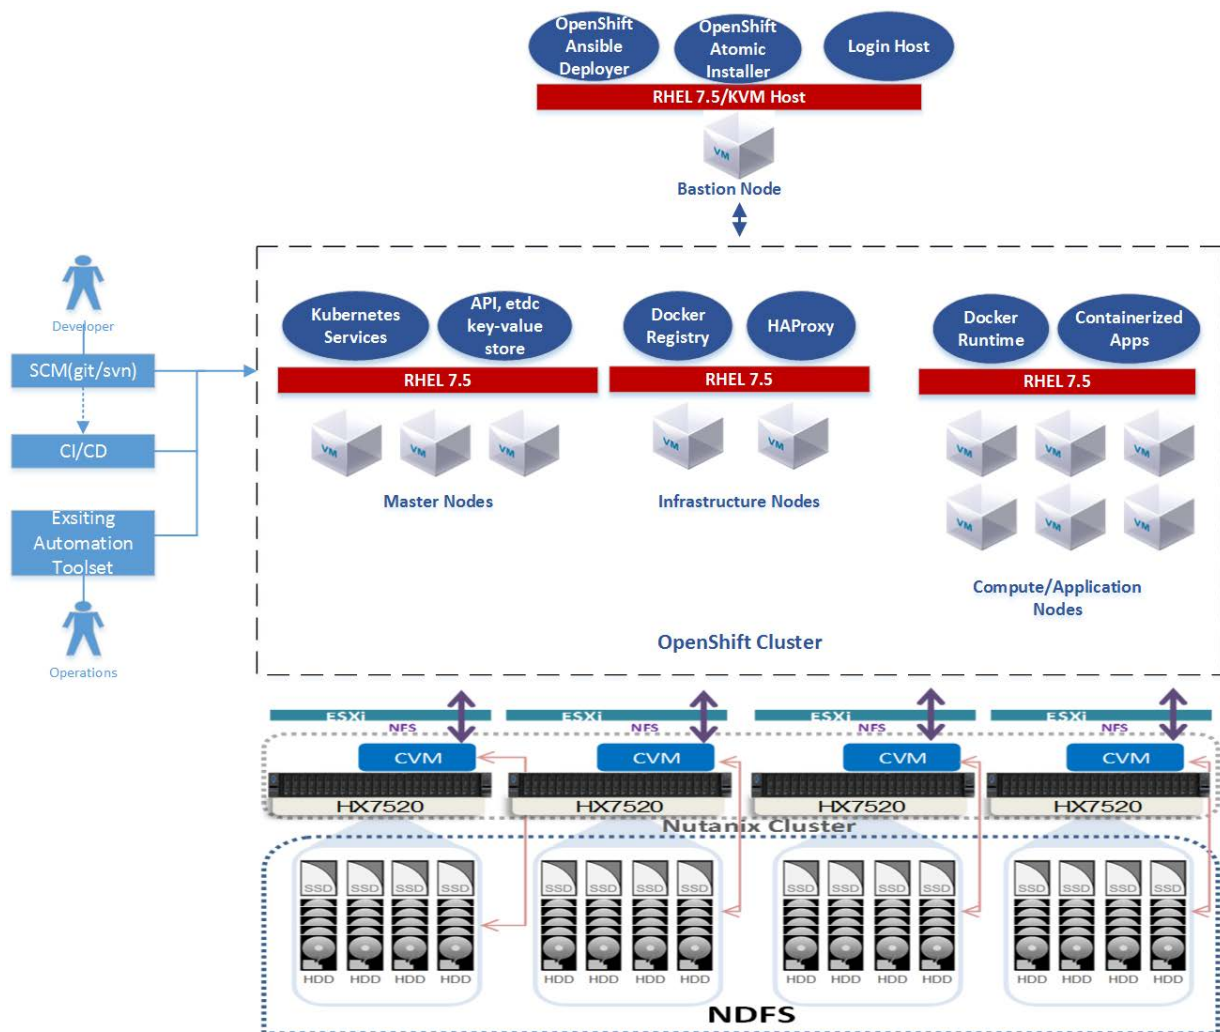 OpenShift
Ansible
Deployer
OpenShift
Atomic
Installer
Login Host
RHEL 7.5/KVM Host
VM
Bastion Node
Developer
SCM(git/svn)
CI/CD
Exsiting
Automation
Toolset
Operations
Kubernetes
Services
API, etdc
key-value
store
RHEL 7.5
VM
VM
VM
Master Nodes
Docker
Registry
HAProxy
RHEL 7.5
VM
VM
Infrastructure Nodes
Docker
Runtime
Containerized
Apps
RHEL 7.5
VM
VM
VM
VM
VM
VM
Compute/Application
Nodes
OpenShift Cluster
ESXi
ESXi
ESXi
ESXi
NFS
NFS
NFS
NFS
CVM
CVM
CVM
CVM
HX7520
HX7520
HX7520
HX7520
Nutanix Cluster
SSD SSD SSD SSD
SSD SSD SSD SSD
SSD SSD SSD SSD
SSD SSD SSD SSD
HDD HDD HDD HDD
HDD HDD HDD HDD
HDD HDD HDD HDD
HDD HDD HDD HDD
NDFS